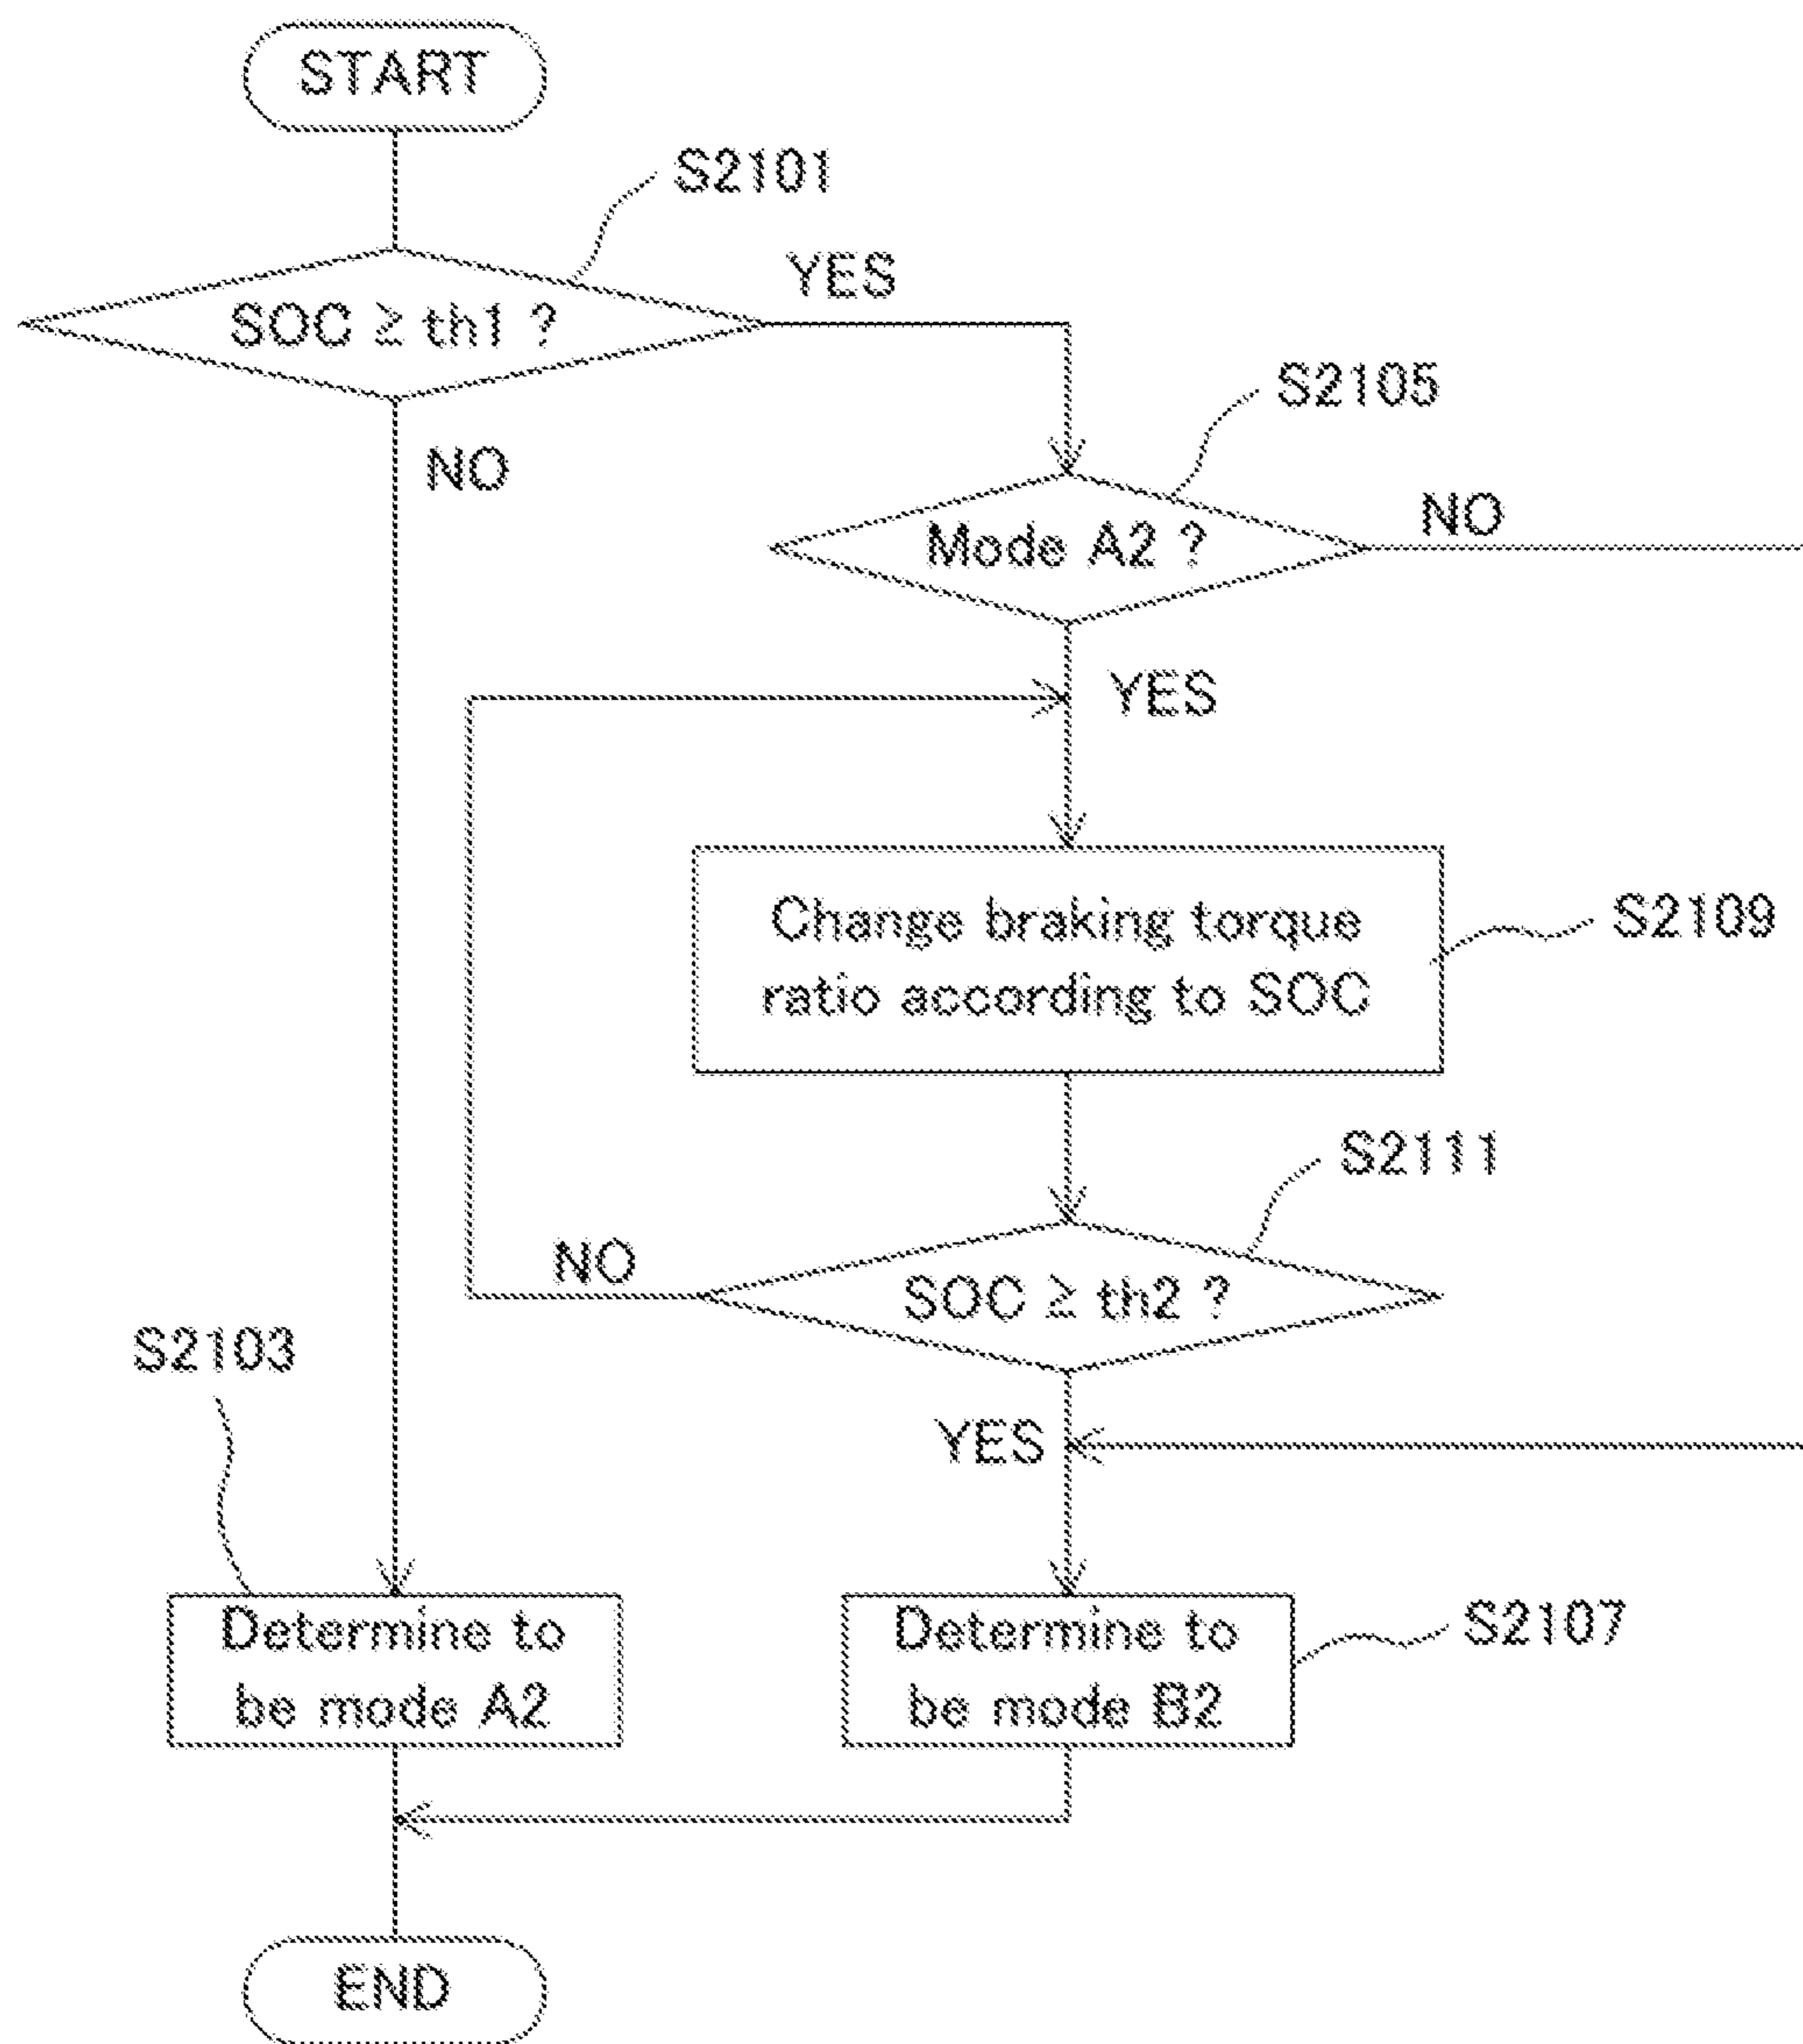 START
S2101
SOC ≧ th1 ?
YES
NO
S2105
Mode A2 ?
NO
YES
Change braking torque
ratio according to SOC
S2109
S2111
SOC ≧ th2 ?
NO
YES
S2103
Determine to
be mode A2
Determine to
be mode B2
S2107
END